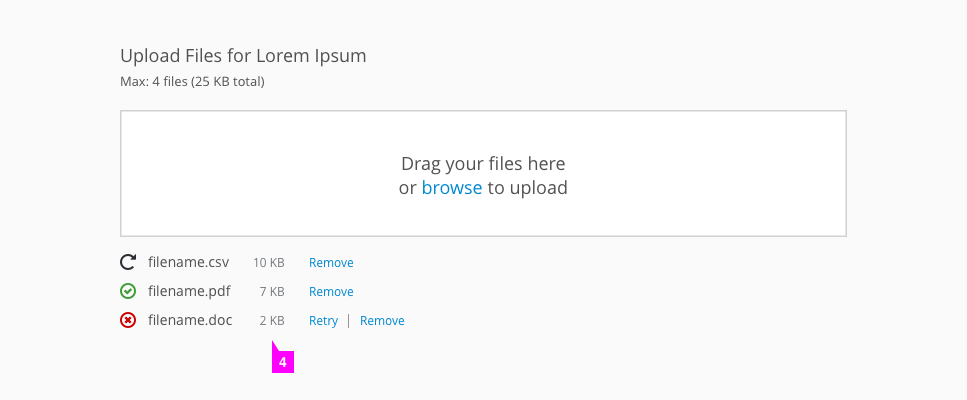 Upload Files for Lorem Ipsum
Max: 4 files (25 KB total)
Drag your files here
or browse to upload
filename.csv 10 KB Remove
filename.pdf 7 KB Remove
filename.doc 2 KB Retry | Remove
4